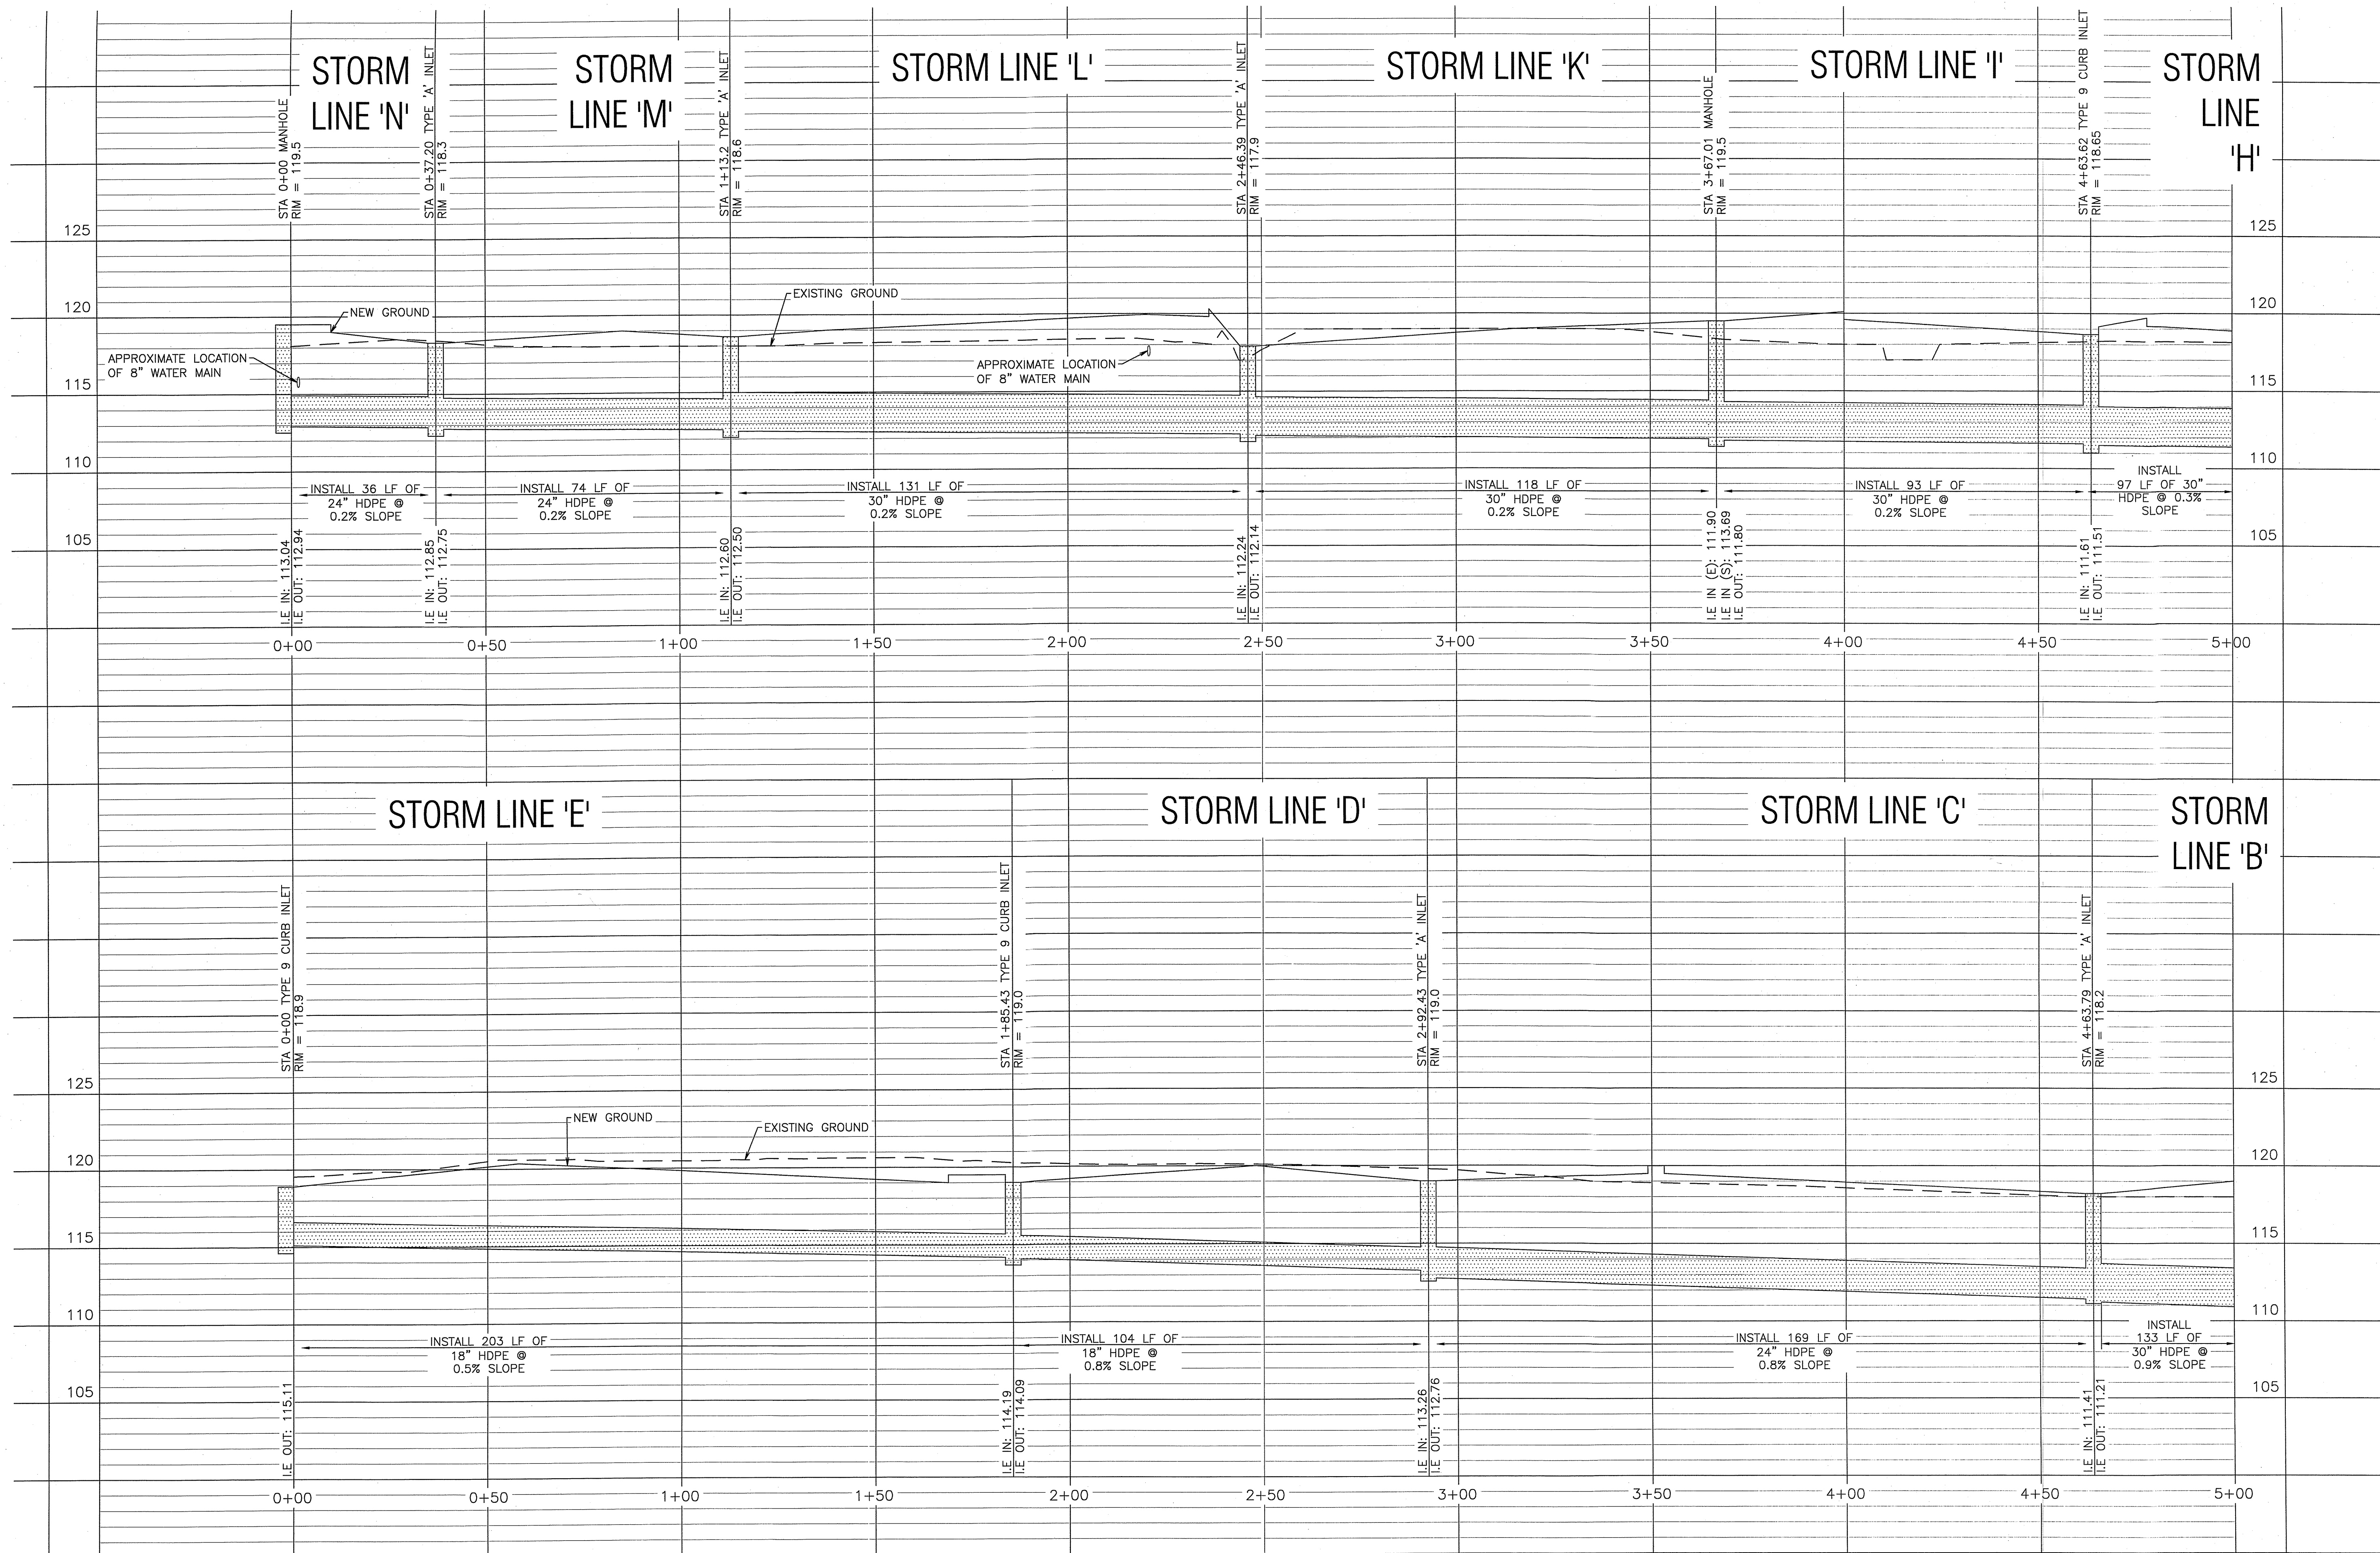 STORM
LINE 'N'
STORM
LINE 'M'
STORM LINE 'L'
STORM LINE 'K'
STORM LINE 'I'
STORM
LINE
'H'
STA 0+00 MANHOLE
RIM = 119.5
STA 0+37.20 TYPE 'A' INLET
RIM = 118.3
STA 1+13.2 TYPE 'A' INLET
RIM = 118.6
STA 2+46.39 TYPE 'A' INLET
RIM = 117.9
STA 3+67.01 MANHOLE
RIM = 119.5
STA 4+63.62 TYPE 9 CURB INLET
RIM = 118.65
125
125
120
120
115
115
110
110
105
105
NEW GROUND
EXISTING GROUND
APPROXIMATE LOCATION
OF 8" WATER MAIN
APPROXIMATE LOCATION
OF 8" WATER MAIN
INSTALL 36 LF OF
24" HDPE @
0.2% SLOPE
INSTALL 74 LF OF
24" HDPE @
0.2% SLOPE
INSTALL 131 LF OF
30" HDPE @
0.2% SLOPE
INSTALL 118 LF OF
30" HDPE @
0.2% SLOPE
INSTALL 93 LF OF
30" HDPE @
0.2% SLOPE
INSTALL
97 LF OF 30"
HDPE @ 0.3%
SLOPE
I.E IN: 113.04
I.E OUT: 112.94
I.E IN: 112.85
I.E OUT: 112.75
I.E IN: 112.60
I.E OUT: 112.50
I.E IN: 112.24
I.E OUT: 112.14
I.E IN (E): 111.90
I.E IN (S): 113.69
I.E OUT: 111.80
I.E IN: 111.61
I.E OUT: 111.51
0+00
0+50
1+00
1+50
2+00
2+50
3+00
3+50
4+00
4+50
5+00
STORM LINE 'E'
STORM LINE 'D'
STORM LINE 'C'
STORM
LINE 'B'
STA 0+00 TYPE 9 CURB INLET
RIM = 118.9
STA 1+85.43 TYPE 9 CURB INLET
RIM = 119.0
STA 2+92.43 TYPE 'A' INLET
RIM = 119.0
STA 4+63.79 TYPE 'A' INLET
RIM = 118.2
125
125
120
120
115
115
110
110
105
105
NEW GROUND
EXISTING GROUND
INSTALL 203 LF OF
18" HDPE @
0.5% SLOPE
INSTALL 104 LF OF
18" HDPE @
0.8% SLOPE
INSTALL 169 LF OF
24" HDPE @
0.8% SLOPE
INSTALL
133 LF OF
30" HDPE @
0.9% SLOPE
I.E OUT: 115.11
I.E IN: 114.19
I.E OUT: 114.09
I.E IN: 113.26
I.E OUT: 112.76
I.E IN: 111.41
I.E OUT: 111.21
0+00
0+50
1+00
1+50
2+00
2+50
3+00
3+50
4+00
4+50
5+00